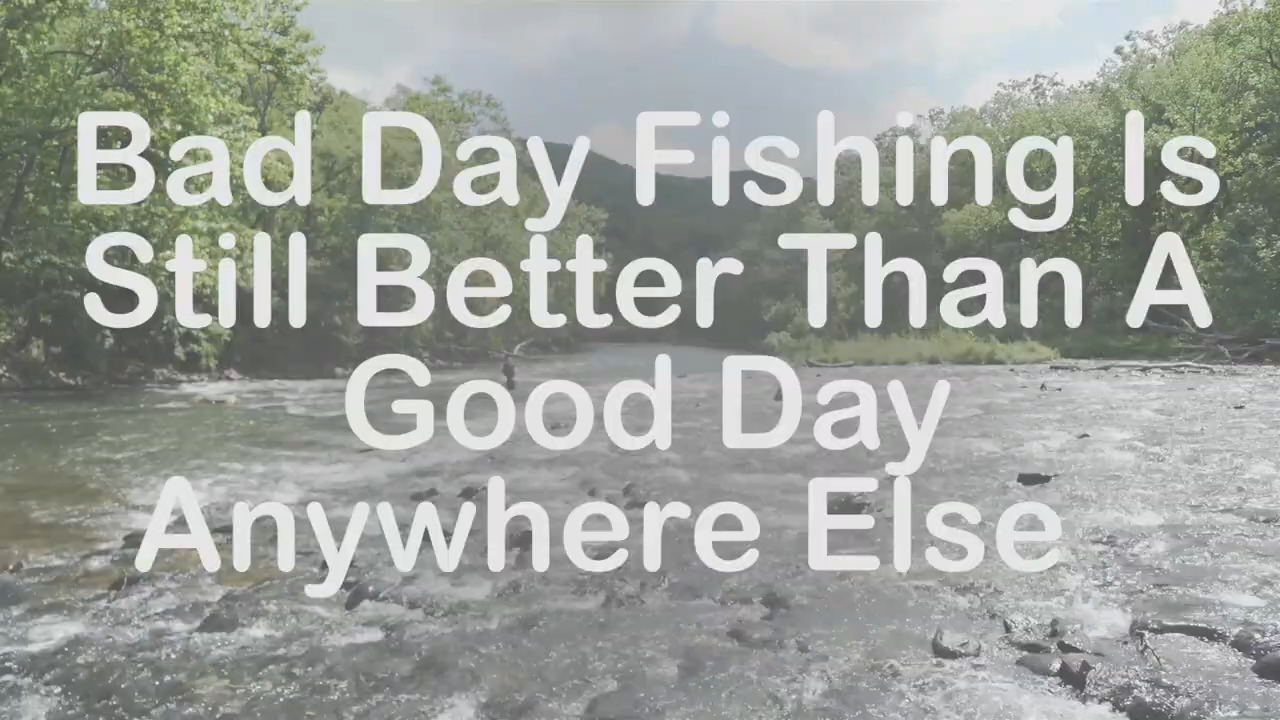 Bad Day Fishing Is
Still Better Than A
Good Day
Anywhere Else